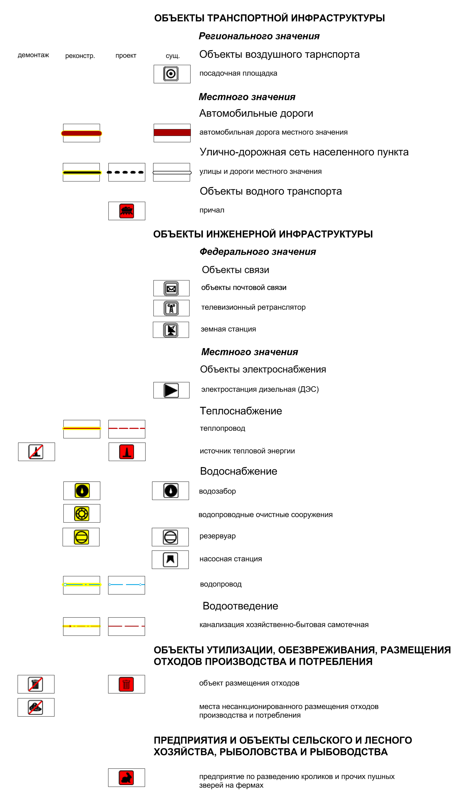 ОБЪЕКТЫ ТРАНСПОРТНОЙ ИНФРАСТРУКТУРЫ
Регионального значения
демонтаж реконстр. проект сущ. Объекты воздушного тарнспорта
посадочная площадка
Местного значения
Автомобильные дороги
автомобильная дорога местного значения
Улично-дорожная сеть населенного пункта
улицы и дороги местного значения
Объекты водного транспорта
причал
ОБЪЕКТЫ ИНЖЕНЕРНОЙ ИНФРАСТРУКТУРЫ
Федерального значения
Объекты связи
объекты почтовой связи
телевизионный ретранслятор
земная станция
Местного значения
Объекты электроснабжения
электростанция дизельная (ДЭС)
Теплоснабжение
теплопровод
источник тепловой энергии
Водоснабжение
водозабор
водопроводные очистные сооружения
резервуар
насосная станция
водопровод
Водоотведение
канализация хозяйственно-бытовая самотечная
ОБЪЕКТЫ УТИЛИЗАЦИИ, ОБЕЗВРЕЖИВАНИЯ, РАЗМЕЩЕНИЯ
ОТХОДОВ ПРОИЗВОДСТВА И ПОТРЕБЛЕНИЯ
объект размещения отходов
места несанкционированного размещения отходов
производства и потребления
ПРЕДПРИЯТИЯ И ОБЪЕКТЫ СЕЛЬСКОГО И ЛЕСНОГО
ХОЗЯЙСТВА, РЫБОЛОВСТВА И РЫБОВОДСТВА
предприятие по разведению кроликов и прочих пушных
зверей на фермах